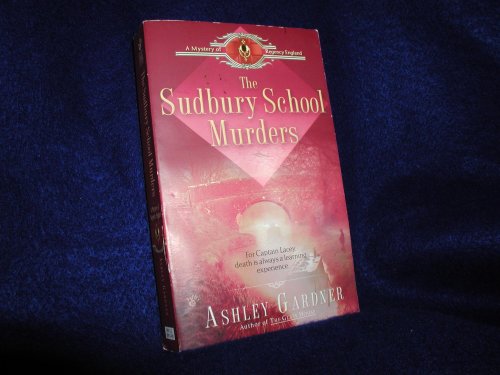 A Mystery of Regency England
The
Sudbury School
Murders
For Captain Lacey,
death is always a learning
experience...
ASHLEY GARDNER
Author of THE GLASS HOUSE